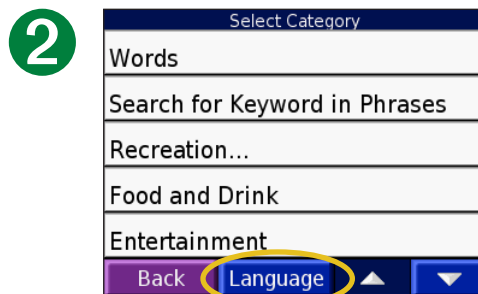 2
Select Category
Words
Search for Keyword in Phrases
Recreation...
Food and Drink
Entertainment
Back Language